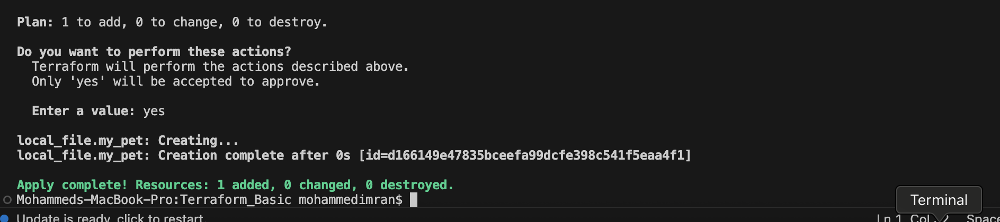 Plan: 1 to add, 0 to change, 0 to destroy.
Do you want to perform these actions?
Terraform will perform the actions described above.
Only 'yes' will be accepted to approve.
Enter a value: yes
local_file.my_pet: Creating...
local_file.my_pet: Creation complete after 0s [id=d166149e47835bceefa99dcfe398c541f5eaa4f1]
Apply complete! Resources: 1 added, 0 changed, 0 destroyed.
Mohammeds-MacBook-Pro:Terraform_Basic mohammedimran$
Terminal
Update is ready, click to restart.
Ln 1, Col